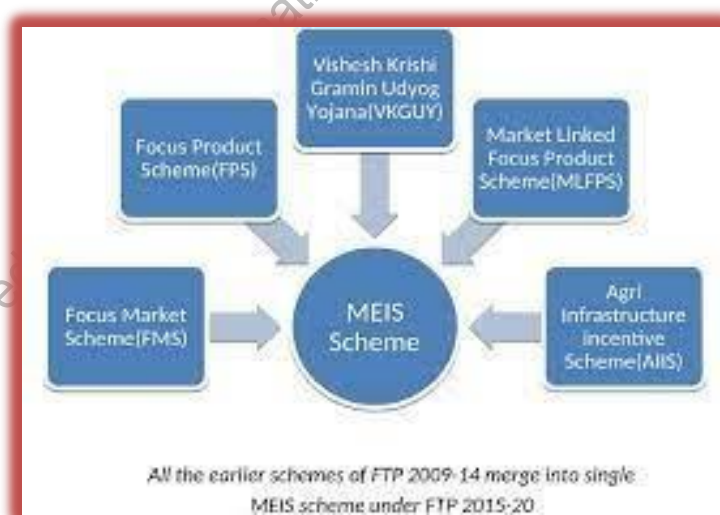 Vishesh Krishi
Gramin Udyog
Yojana(VKGUY)
Focus Product
Scheme(FPS)
Market Linked
Focus Product
Scheme(MLFPS)
Focus Market
Scheme(FMS)
MEIS
Scheme
Agri
Infrastructure
Incentive
Scheme(AIIS)
All the earlier schemes of FTP 2009-14 merge into single
MEIS scheme under FTP 2015-20